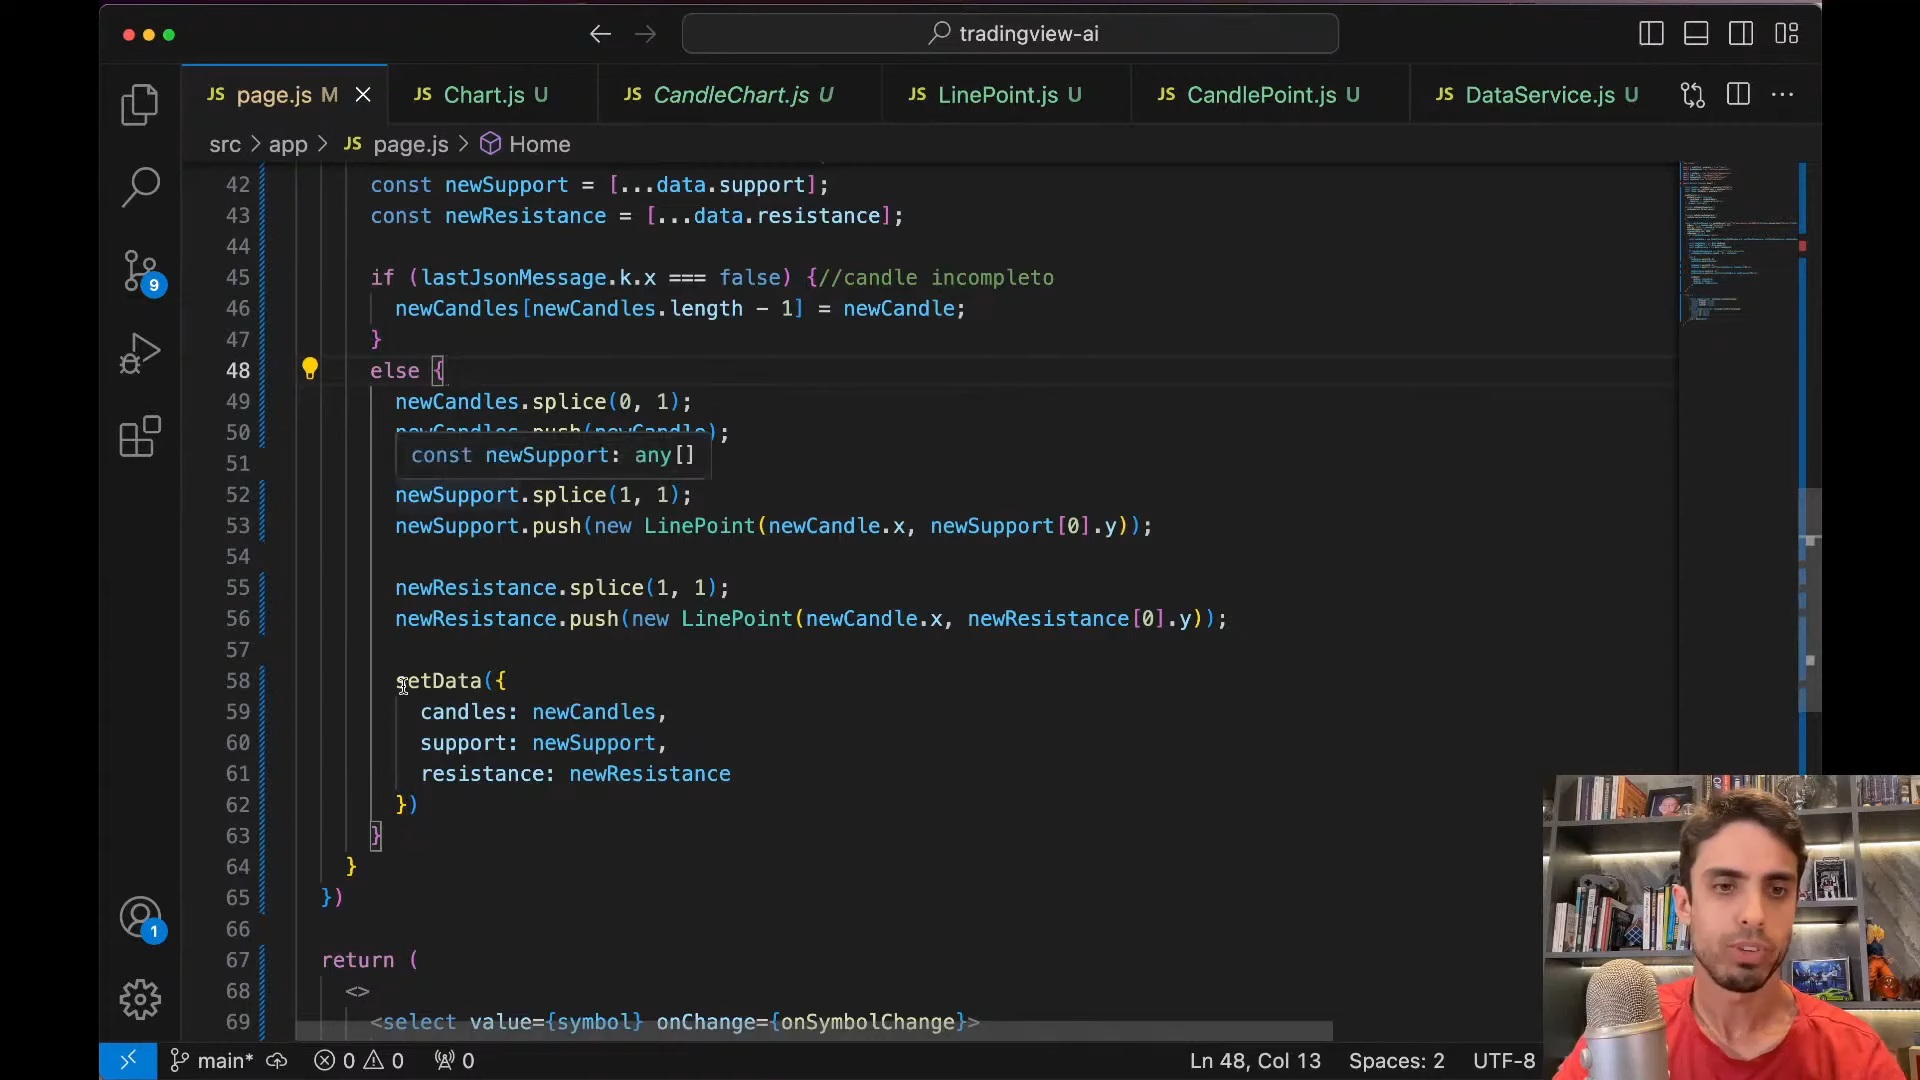 tradingview-ai
JS page.js M
JS Chart.js U
JS CandleChart.js U
JS LinePoint.js U
JS CandlePoint.js U
JS DataService.js U
src > app > JS page.js > Home
42 const newSupport = [...data.support];
43 const newResistance = [...data.resistance];
44
45 if (lastJsonMessage.k.x === false) {//candle incompleto
46 newCandles[newCandles.length - 1] = newCandle;
47 }
48 else {
49 newCandles.splice(0, 1);
50 newCandles.push(newCandle);
const newSupport: any[]
51
52 newSupport.splice(1, 1);
53 newSupport.push(new LinePoint(newCandle.x, newSupport[0].y));
54
55 newResistance.splice(1, 1);
56 newResistance.push(new LinePoint(newCandle.x, newResistance[0].y));
57
58 setData({
59 candles: newCandles,
60 support: newSupport,
61 resistance: newResistance
62 })
63 }
64 }
65 })
66
67 return (
68 <>
69 <select value={symbol} onChange={onSymbolChange}>
9
1
main* 0 0 0
Ln 48, Col 13 Spaces: 2 UTF-8